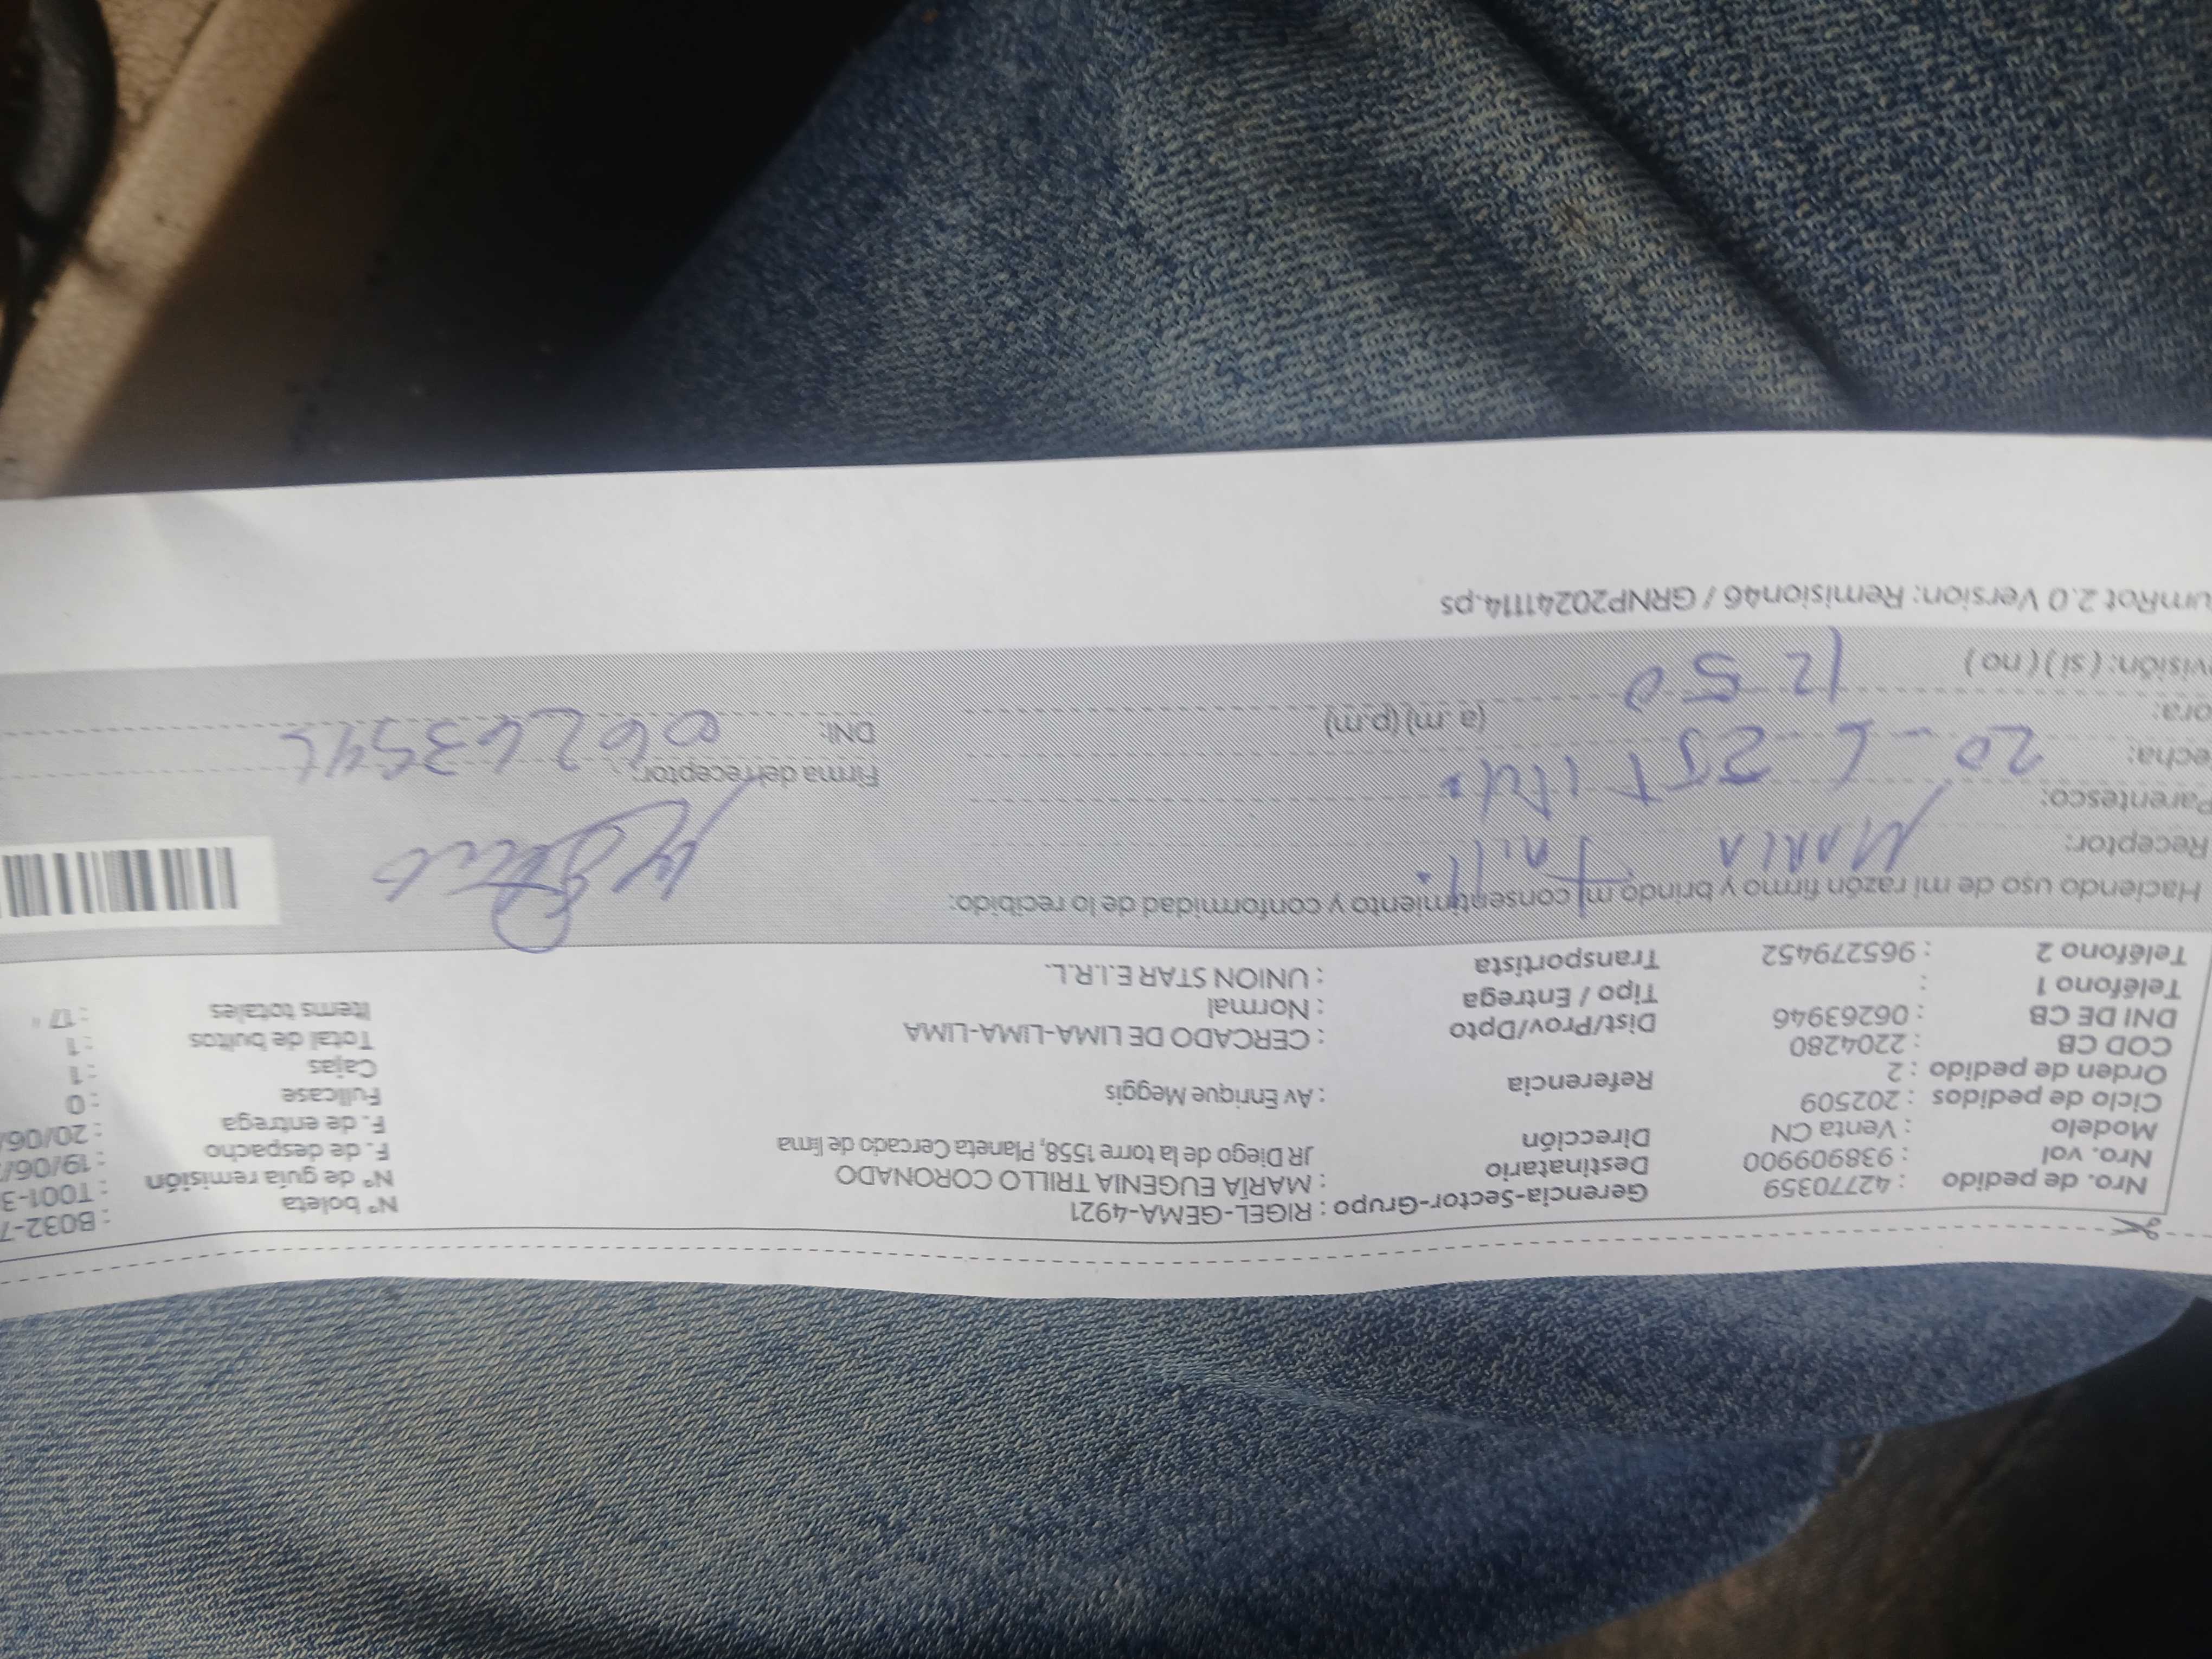 Nro. de pedido : 42770359 Gerencia-Sector-Grupo : RIGEL-GEMA-4921 N° boleta : B032-7
Nro. vol : 938909900 Destinatario : MARÍA EUGENIA TRILLO CORONADO N° de guía remisión : T001-3
Modelo : Venta CN Dirección JR Diego de la torre 1558, Planeta Cercado de lima F. de despacho : 19/06/
Ciclo de pedidos : 202509 F. de entrega : 20/06/
Orden de pedido : 2 Referencia : Av Enrique Meggis Fullcase : 0
COD CB : 2204280 Cajas : 1
DNI DE CB : 06263946 Dist/Prov/Dpto : CERCADO DE LIMA-LIMA-LIMA Total de bultos : 1
Teléfono 1 : Tipo / Entrega : Normal Items totales : 17
Teléfono 2 : 965279452 Transportista : UNION STAR E.I.R.L.
Haciendo uso de mi razón firmo y brindo mi consentimiento y conformidad de lo recibido:
Receptor: MARIA
Parentesco:
echa: 20-6-25 Firma del receptor:
ora: 12 50 (a.m) (p.m) DNI:
visión: ( si ) ( no )
umRot 2.0 Version: Remision46 / GRNP20241114.ps